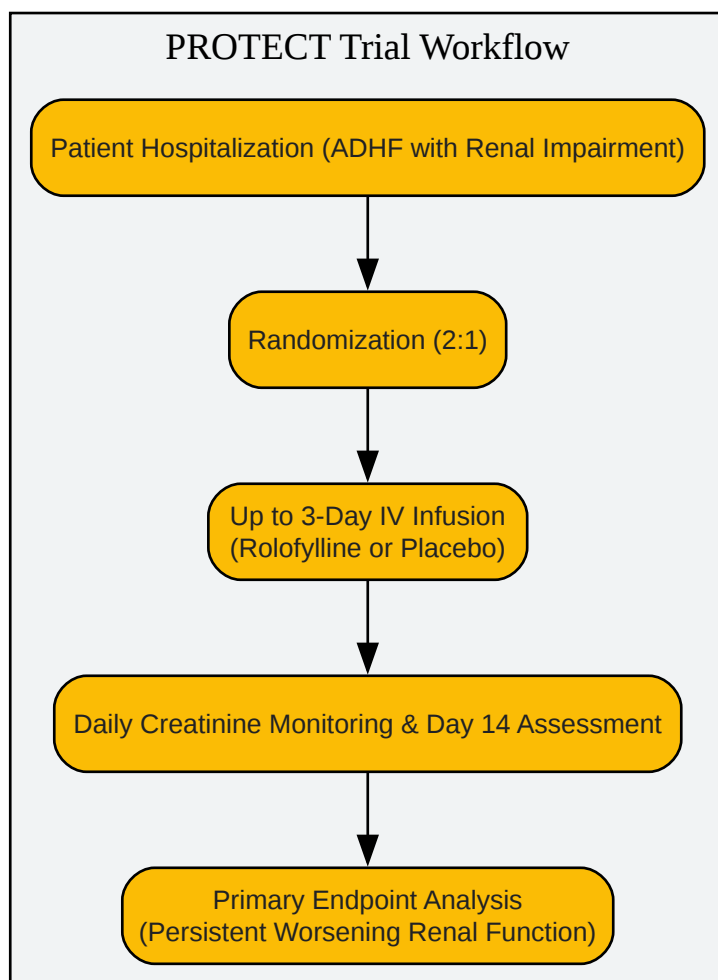 PROTECT Trial Workflow
Patient Hospitalization (ADHF with Renal Impairment)
Randomization (2:1)
Up to 3-Day IV Infusion
(Rolofylline or Placebo)
Daily Creatinine Monitoring & Day 14 Assessment
Primary Endpoint Analysis
(Persistent Worsening Renal Function)